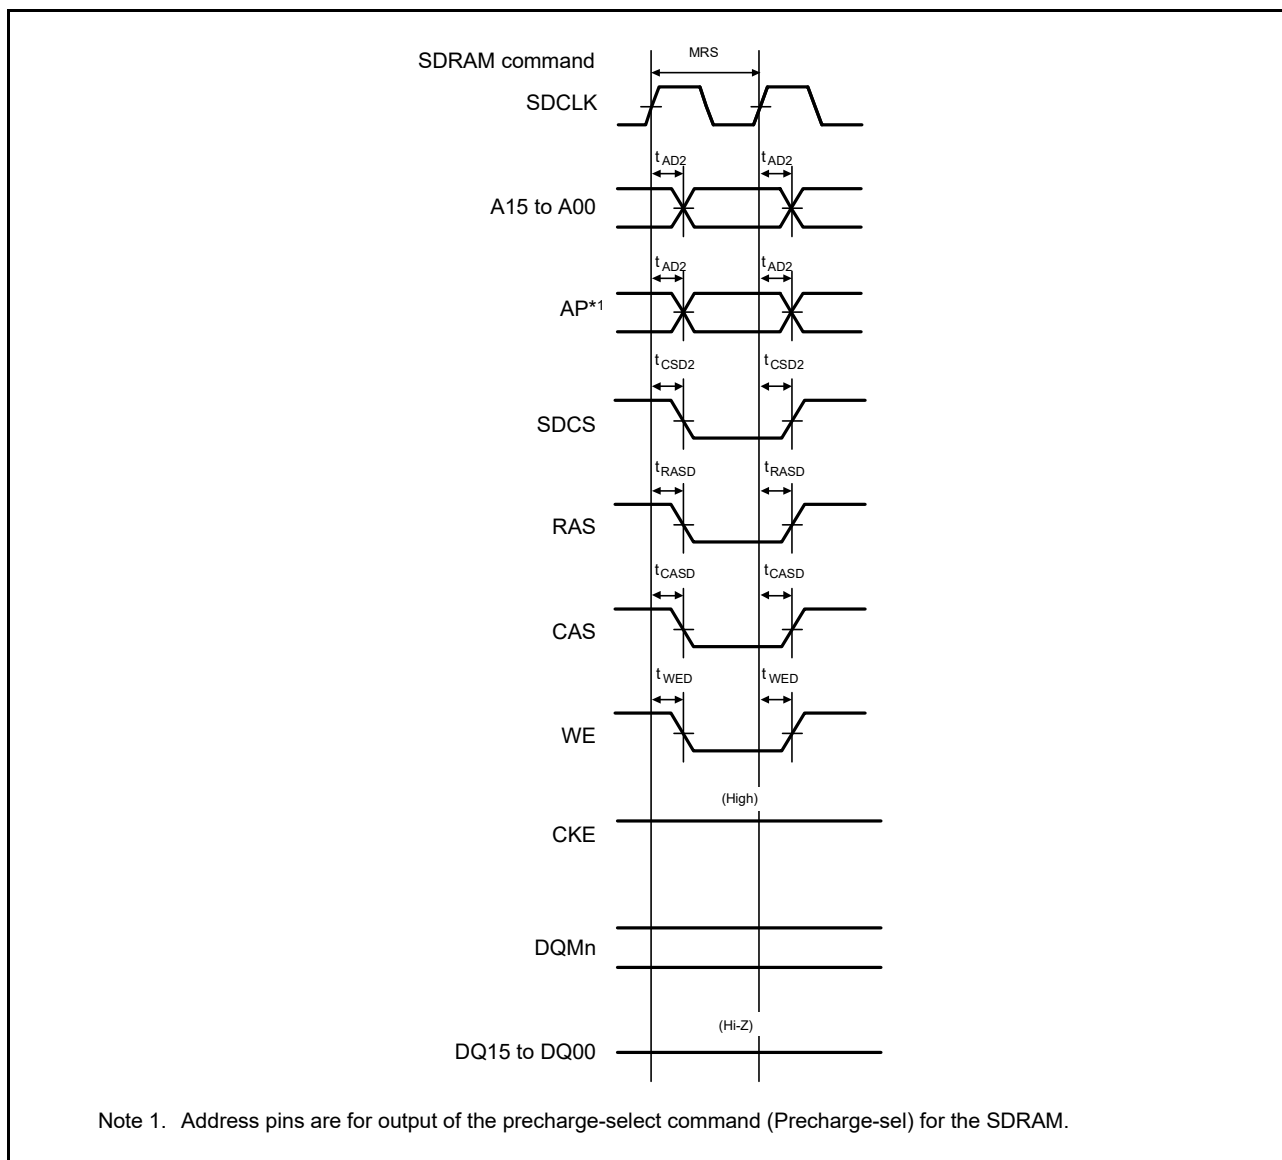 SDRAM command
MRS
SDCLK
tAD2 tAD2
A15 to A00
tAD2 tAD2
AP*1
tCSD2 tCSD2
SDCS
tRASD tRASD
RAS
tCASD tCASD
CAS
tWED tWED
WE
(High)
CKE
DQMn
(Hi-Z)
DQ15 to DQ00
Note 1. Address pins are for output of the precharge-select command (Precharge-sel) for the SDRAM.